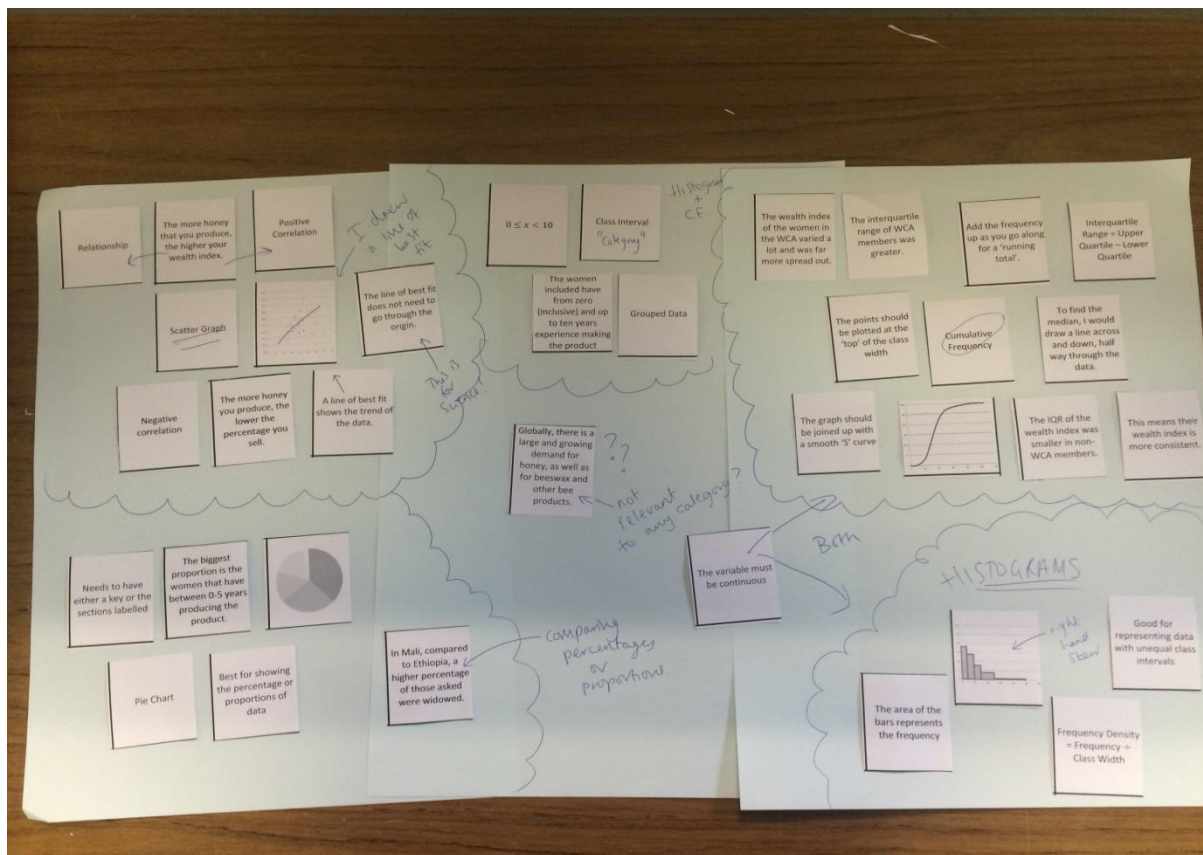 Relationship
The more honey
that you produce,
the higher your
wealth index.
Positive
Correlation
I drew
a line of
best
fit
Scatter Graph
The line of best fit
does not need to
go through the
origin.
This is
for
science!
Negative
correlation
The more honey
you produce, the
lower the
percentage you
sell.
A line of best fit
shows the trend of
the data.
0 ≤ x < 10
Class Interval
"Category"
Histogram
+
CF
The women
included have
from zero
(inclusive) and up
to ten years
experience making
the product
Grouped Data
The wealth index
of the women in
the WCA varied a
lot and was far
more spread out.
The interquartile
range of WCA
members was
greater.
Add the frequency
up as you go along
for a 'running
total'.
Interquartile
Range = Upper
Quartile – Lower
Quartile
The points should
be plotted at the
'top' of the class
width
Cumulative
Frequency
To find the
median, I would
draw a line across
and down, half
way through the
data.
The graph should
be joined up with
a smooth 'S' curve
The IQR of the
wealth index was
smaller in non-
WCA members.
This means their
wealth index is
more consistent.
Globally, there is a
large and growing
demand for
honey, as well as
for beeswax and
other bee
products.
??
not
relevant
to any category?
The variable must
be continuous
Both
Needs to have
either a key or the
sections labelled
The biggest
proportion is the
women that have
between 0-5 years
producing the
product.
Pie Chart
Best for showing
the percentage or
proportions of
data
In Mali, compared
to Ethiopia, a
higher percentage
of those asked
were widowed.
comparing
percentages
or
proportions.
HISTOGRAMS
right
hand
skew
Good for
representing data
with unequal class
intervals
The area of the
bars represents
the frequency
Frequency Density
= Frequency ÷
Class Width